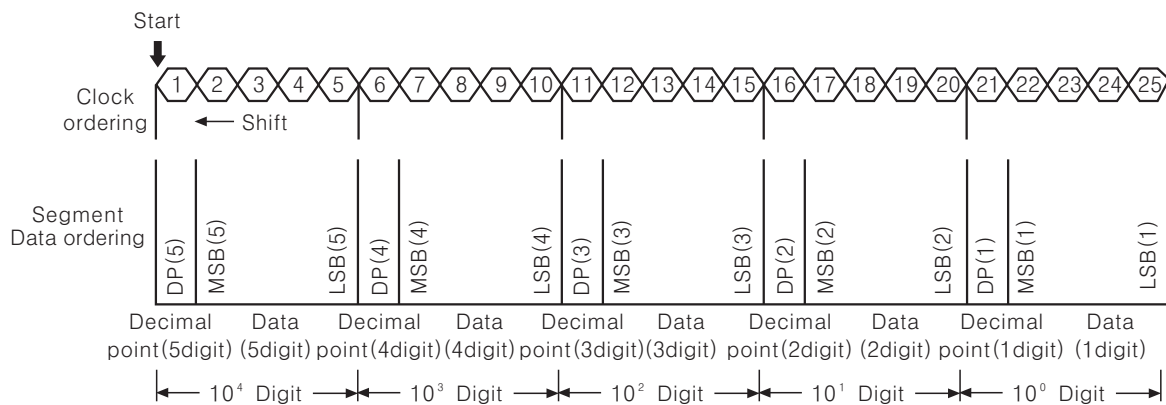 Start
1 2 3 4 5 6 7 8 9 10 11 12 13 14 15 16 17 18 19 20 21 22 23 24 25
Clock
ordering
Shift
Segment
Data ordering
DP(5) MSB(5) LSB(5) DP(4) MSB(4) LSB(4) DP(3) MSB(3) LSB(3) DP(2) MSB(2) LSB(2) DP(1) MSB(1) LSB(1)
Decimal Data Decimal Data Decimal Data Decimal Data Decimal Data
point(5digit) (5digit) point(4digit) (4digit) point(3digit) (3digit) point(2digit) (2digit) point(1digit) (1digit)
10⁴ Digit 10³ Digit 10² Digit 10¹ Digit 10⁰ Digit